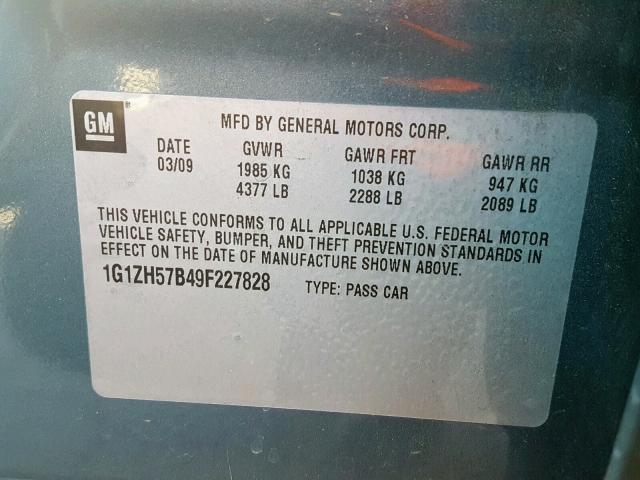 GM
MFD BY GENERAL MOTORS CORP.
DATE GVWR GAWR FRT GAWR RR
03/09 1985 KG 1038 KG 947 KG
4377 LB 2288 LB 2089 LB
THIS VEHICLE CONFORMS TO ALL APPLICABLE U.S. FEDERAL MOTOR
VEHICLE SAFETY, BUMPER, AND THEFT PREVENTION STANDARDS IN
EFFECT ON THE DATE OF MANUFACTURE SHOWN ABOVE.
1G1ZH57B49F227828 TYPE: PASS CAR